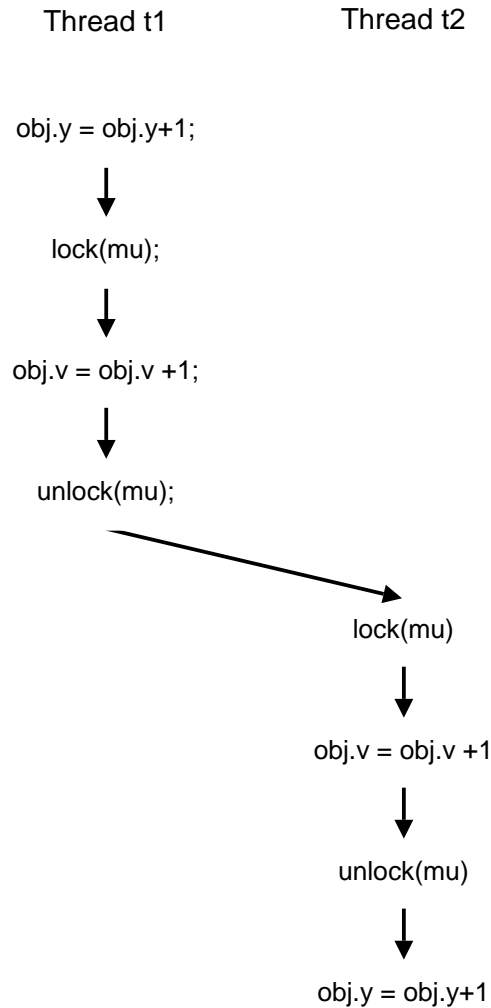 Thread t1
Thread t2
obj.y = obj.y+1;
lock(mu);
obj.v = obj.v +1;
unlock(mu);
lock(mu)
obj.v = obj.v +1
unlock(mu)
obj.y = obj.y+1